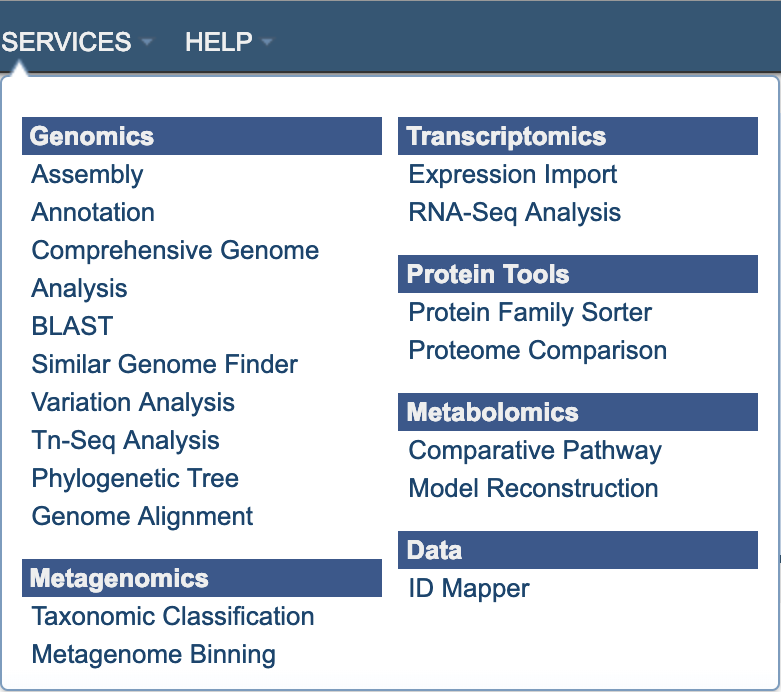 SERVICES HELP
Genomics
Assembly
Annotation
Comprehensive Genome
Analysis
BLAST
Similar Genome Finder
Variation Analysis
Tn-Seq Analysis
Phylogenetic Tree
Genome Alignment
Metagenomics
Taxonomic Classification
Metagenome Binning
Transcriptomics
Expression Import
RNA-Seq Analysis
Protein Tools
Protein Family Sorter
Proteome Comparison
Metabolomics
Comparative Pathway
Model Reconstruction
Data
ID Mapper